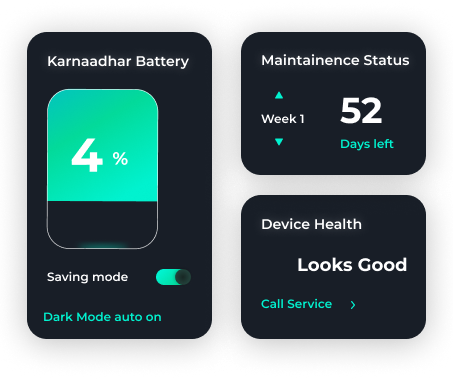 Karnaadhar Battery
4 %
Saving mode
Dark Mode auto on
Maintainence Status
Week 1
52
Days left
Device Health
Looks Good
Call Service >